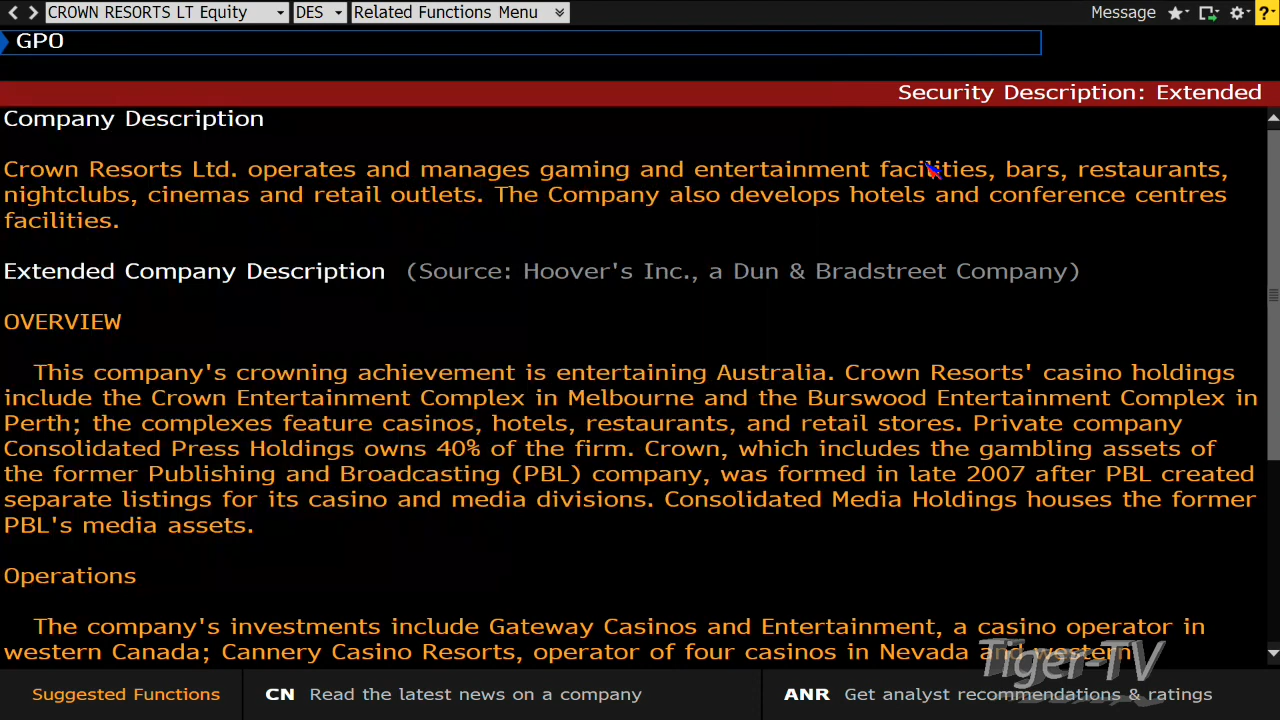 CROWN RESORTS LT Equity DES Related Functions Menu Message ?
GPO
Security Description: Extended
Company Description
Crown Resorts Ltd. operates and manages gaming and entertainment facilities, bars, restaurants,
nightclubs, cinemas and retail outlets. The Company also develops hotels and conference centres
facilities.
Extended Company Description (Source: Hoover's Inc., a Dun & Bradstreet Company)
OVERVIEW
This company's crowning achievement is entertaining Australia. Crown Resorts' casino holdings
include the Crown Entertainment Complex in Melbourne and the Burswood Entertainment Complex in
Perth; the complexes feature casinos, hotels, restaurants, and retail stores. Private company
Consolidated Press Holdings owns 40% of the firm. Crown, which includes the gambling assets of
the former Publishing and Broadcasting (PBL) company, was formed in late 2007 after PBL created
separate listings for its casino and media divisions. Consolidated Media Holdings houses the former
PBL's media assets.
Operations
The company's investments include Gateway Casinos and Entertainment, a casino operator in
western Canada; Cannery Casino Resorts, operator of four casinos in Nevada and western
Tiger-TV
Suggested Functions CN Read the latest news on a company ANR Get analyst recommendations & ratings